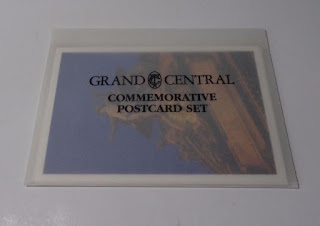 GRAND CENTRAL
COMMEMORATIVE
POSTCARD SET